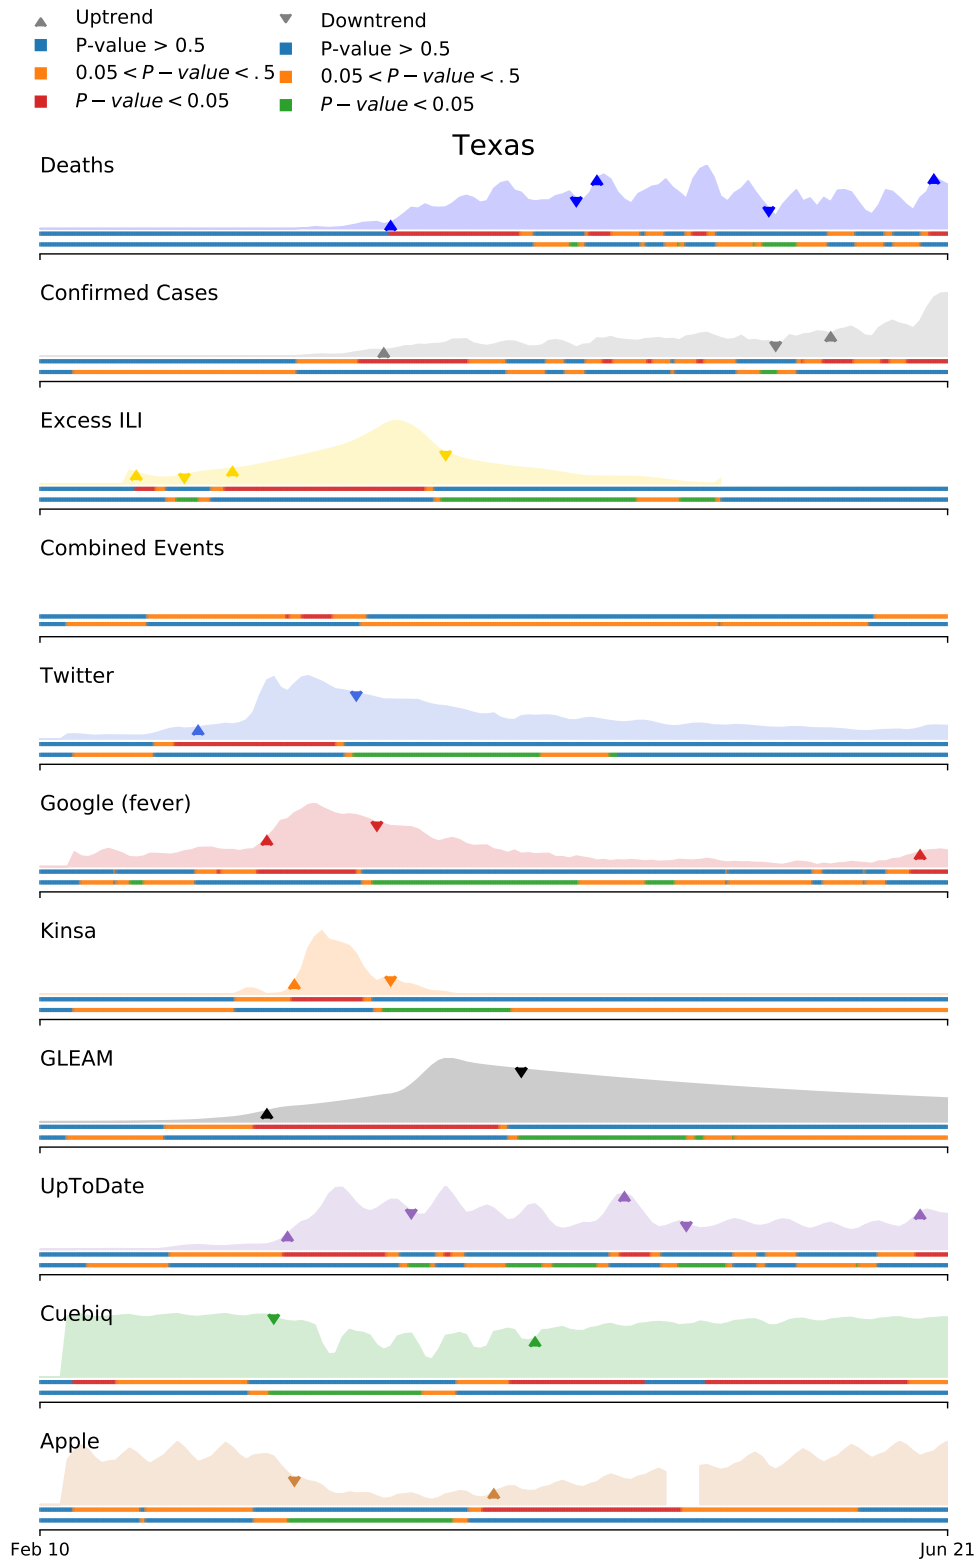 Uptrend
P-value > 0.5
0.05 < P − value < .5
P − value < 0.05
Downtrend
P-value > 0.5
0.05 < P − value < .5
P − value < 0.05
Texas
Deaths
Confirmed Cases
Excess ILI
Combined Events
Twitter
Google (fever)
Kinsa
GLEAM
UpToDate
Cuebiq
Apple
Feb 10
Jun 21